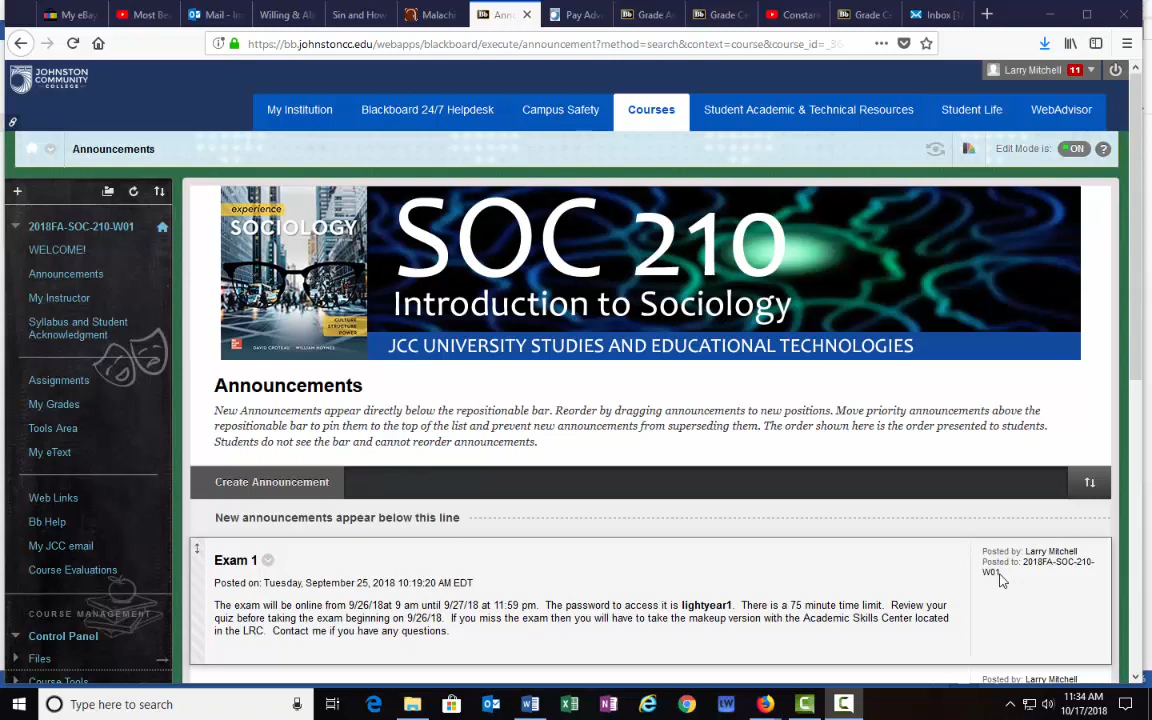 My eBay
Most Be
Mail -
Willing & Al
Sin and How
Malachi
Ann
Pay Adv
Grade A
Grade C
Constan
Grade C
Inbox [1
https://bb.johnstoncc.edu/webapps/blackboard/execute/announcement?method=search&context=course&course_id=_36
JOHNSTON
COMMUNITY
COLLEGE
Larry Mitchell 11
My Institution
Blackboard 24/7 Helpdesk
Campus Safety
Courses
Student Academic & Technical Resources
Student Life
WebAdvisor
Announcements
Edit Mode is: ON ?
2018FA-SOC-210-W01
WELCOME!
Announcements
My Instructor
Syllabus and Student
Acknowledgment
Assignments
My Grades
Tools Area
My eText
Web Links
Bb Help
My JCC email
Course Evaluations
COURSE MANAGEMENT
Control Panel
Files
Course Tools
experience
SOCIOLOGY
CULTURE
STRUCTURE
POWER
DAVID CROTEAU WILLIAM HOYNES
SOC 210
Introduction to Sociology
JCC UNIVERSITY STUDIES AND EDUCATIONAL TECHNOLOGIES
Announcements
New Announcements appear directly below the repositionable bar. Reorder by dragging announcements to new positions. Move priority announcements above the
repositionable bar to pin them to the top of the list and prevent new announcements from superseding them. The order shown here is the order presented to students.
Students do not see the bar and cannot reorder announcements.
Create Announcement
New announcements appear below this line
Exam 1
Posted on: Tuesday, September 25, 2018 10:19:20 AM EDT
The exam will be online from 9/26/18at 9 am until 9/27/18 at 11:59 pm. The password to access it is lightyear1. There is a 75 minute time limit. Review your
quiz before taking the exam beginning on 9/26/18. If you miss the exam then you will have to take the makeup version with the Academic Skills Center located
in the LRC. Contact me if you have any questions.
Posted by: Larry Mitchell
Posted to: 2018FA-SOC-210-
W01
Posted by: Larry Mitchell
Type here to search
11:34 AM
10/17/2018